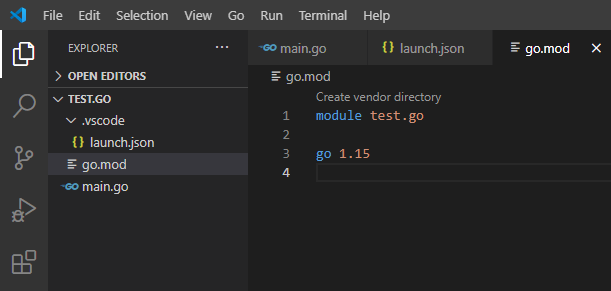 File Edit Selection View Go Run Terminal Help
EXPLORER ...
OPEN EDITORS
TEST.GO
.vscode
{} launch.json
go.mod
GO main.go
GO main.go {} launch.json go.mod ×
go.mod
Create vendor directory
1 module test.go
2
3 go 1.15
4